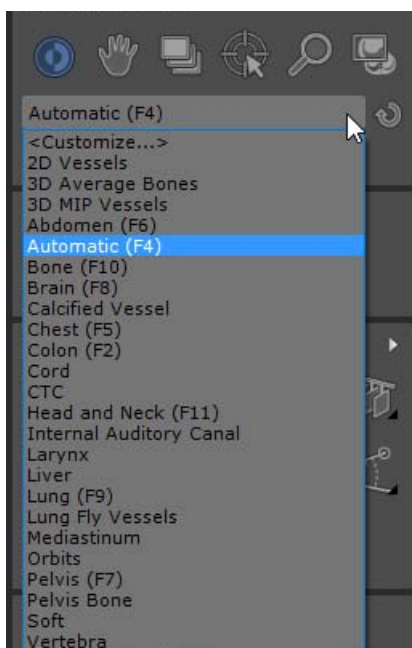 Automatic (F4)
<Customize...>
2D Vessels
3D Average Bones
3D MIP Vessels
Abdomen (F6)
Automatic (F4)
Bone (F10)
Brain (F8)
Calcified Vessel
Chest (F5)
Colon (F2)
Cord
CTC
Head and Neck (F11)
Internal Auditory Canal
Larynx
Liver
Lung (F9)
Lung Fly Vessels
Mediastinum
Orbits
Pelvis (F7)
Pelvis Bone
Soft
Vertebra